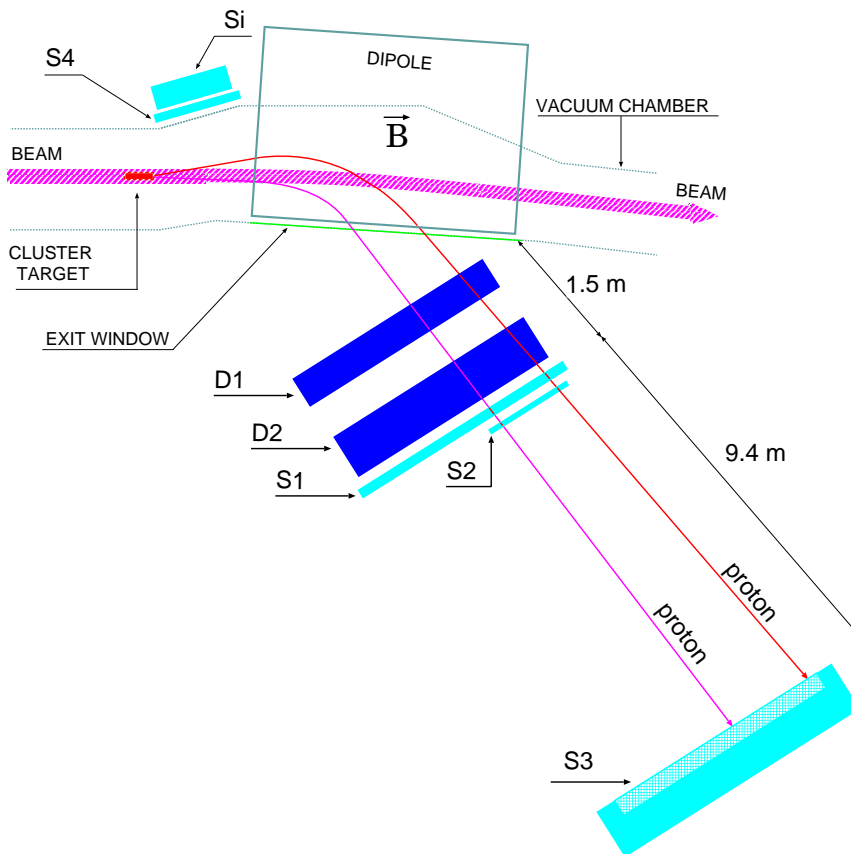 Si
S4
DIPOLE
VACUUM CHAMBER
B
BEAM
BEAM
CLUSTER
TARGET
1.5 m
EXIT WINDOW
D1
D2
9.4 m
S2
S1
proton
proton
S3